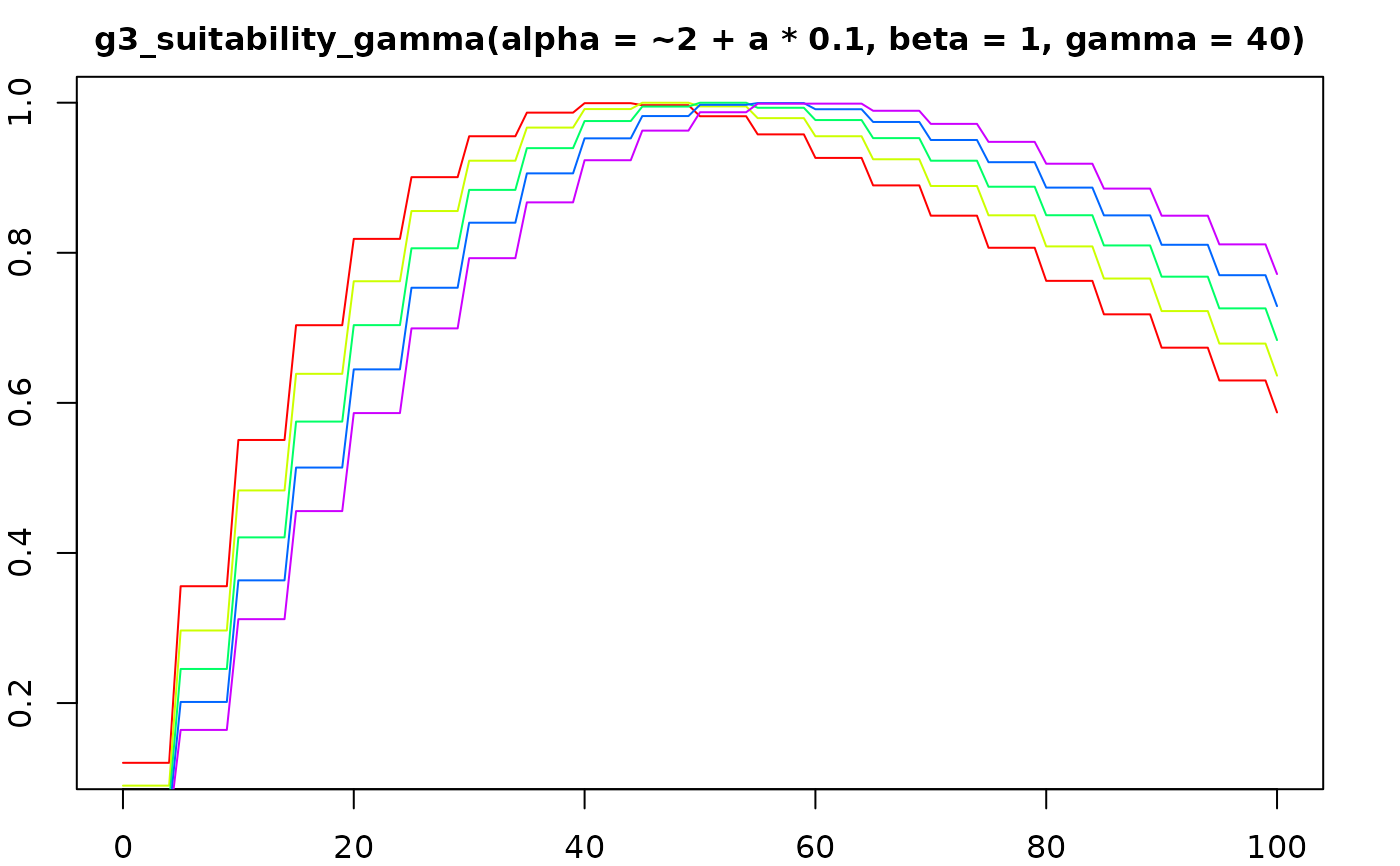 g3_suitability_gamma(alpha = ~2 + a * 0.1, beta = 1, gamma = 40)
1.0
0.8
0.6
0.4
0.2
0 20 40 60 80 100